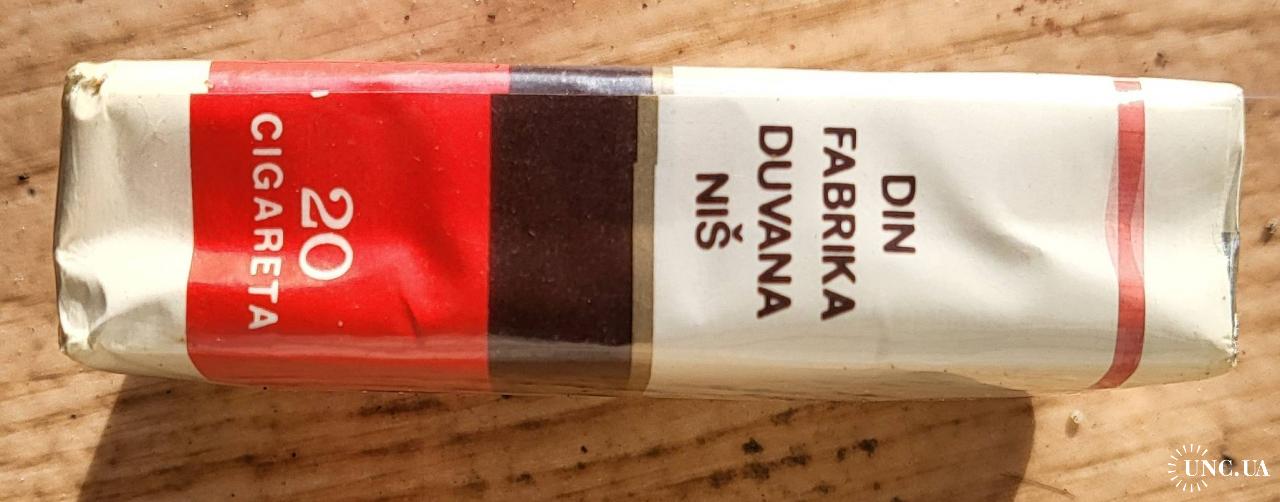 DIN
FABRIKA
DUVANA
NIŠ
20
CIGARETA
UNC.UA